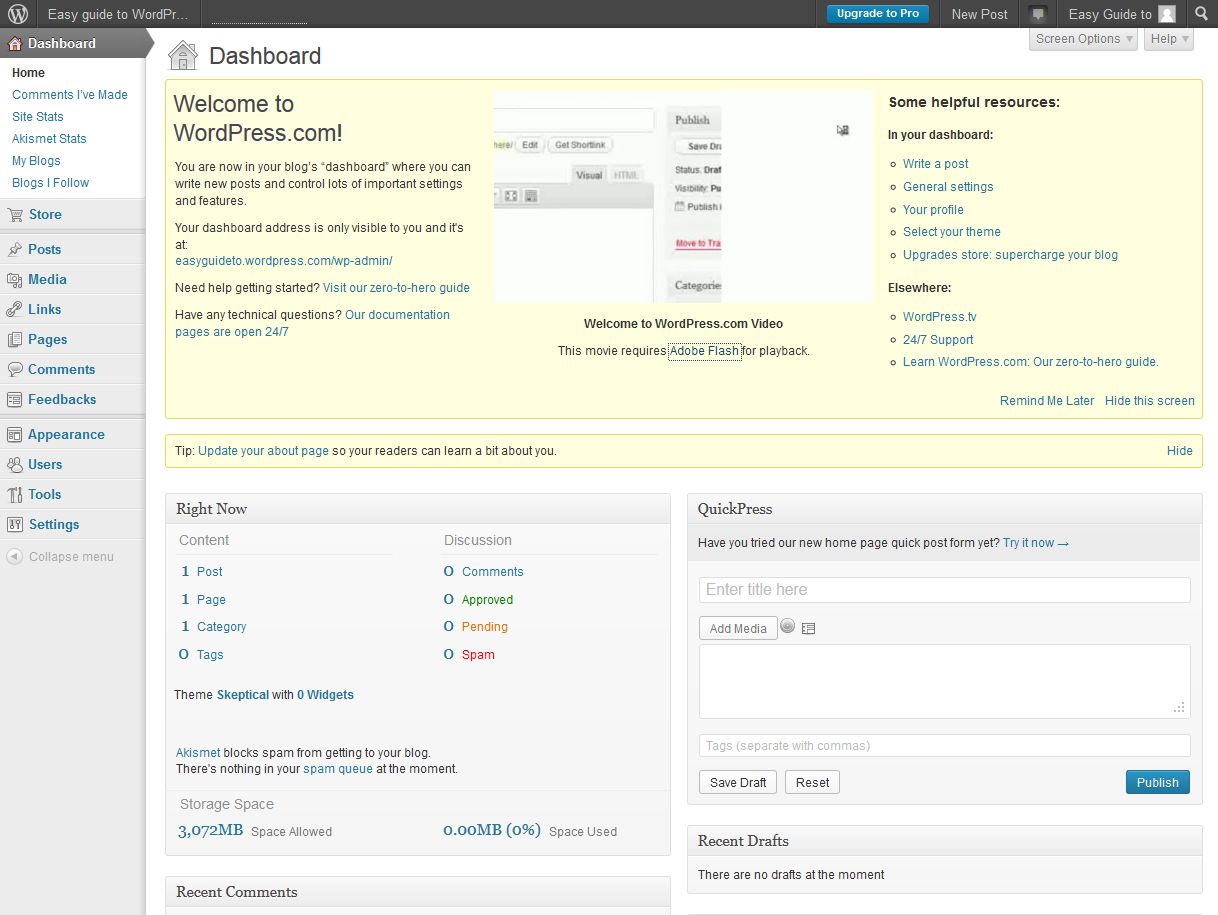 Easy guide to WordPr...
Upgrade to Pro
New Post
Easy Guide to
Screen Options
Help
Dashboard
Home
Comments I've Made
Site Stats
Akismet Stats
My Blogs
Blogs I Follow
Store
Posts
Media
Links
Pages
Comments
Feedbacks
Appearance
Users
Tools
Settings
Collapse menu
Dashboard
Welcome to
WordPress.com!
You are now in your blog's “dashboard” where you can
write new posts and control lots of important settings
and features.
Your dashboard address is only visible to you and it's
at:
easyguideto.wordpress.com/wp-admin/
Need help getting started? Visit our zero-to-hero guide
Have any technical questions? Our documentation
pages are open 24/7
here/ Edit Get Shortlink
Visual HTML
Publish
Save Dra
Status: Draf
Visibility: Pu
Publish i
Move to Tra
Categories
Welcome to WordPress.com Video
This movie requires Adobe Flash for playback.
Some helpful resources:
In your dashboard:
Write a post
General settings
Your profile
Select your theme
Upgrades store: supercharge your blog
Elsewhere:
WordPress.tv
24/7 Support
Learn WordPress.com: Our zero-to-hero guide.
Remind Me Later Hide this screen
Tip: Update your about page so your readers can learn a bit about you.
Hide
Right Now
Content
Discussion
1 Post
0 Comments
1 Page
0 Approved
1 Category
0 Pending
0 Tags
0 Spam
Theme Skeptical with 0 Widgets
Akismet blocks spam from getting to your blog.
There's nothing in your spam queue at the moment.
Storage Space
3,072MB Space Allowed
0.00MB (0%) Space Used
Recent Comments
QuickPress
Have you tried our new home page quick post form yet? Try it now →
Enter title here
Add Media
Tags (separate with commas)
Save Draft
Reset
Publish
Recent Drafts
There are no drafts at the moment